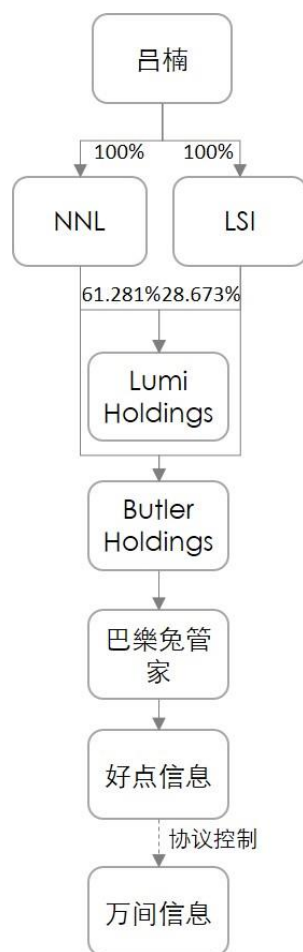 吕楠
100% 100%
NNL LSI
61.281% 28.673%
Lumi
Holdings
Butler
Holdings
巴樂兔管
家
好点信息
协议控制
万间信息